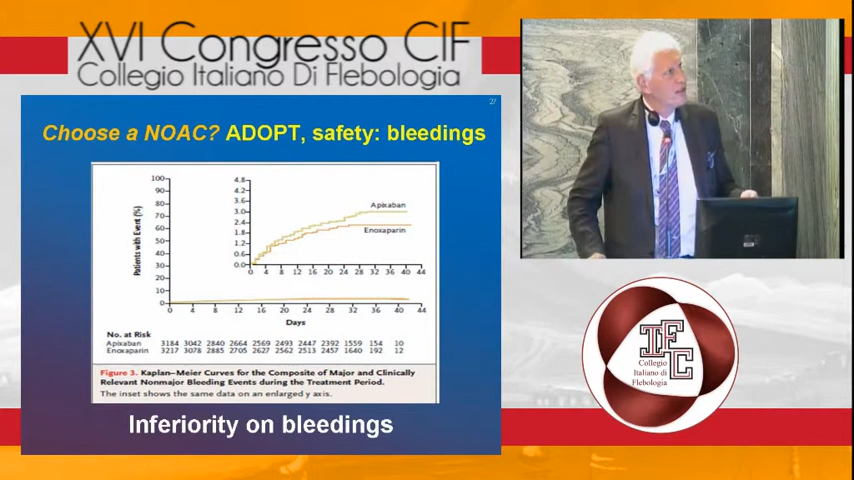 XVI Congresso CIF
Collegio Italiano Di Flebologia
27
Choose a NOAC? ADOPT, safety: bleedings
Patients with Event (%)
100
90
80
70
60
50
40
30
20
10
0
0 4 8 12 16 20 24 28 32 36 40 44
Days
4.8
4.2
3.6
3.0
2.4
1.8
1.2
0.6
0.0
0 4 8 12 16 20 24 28 32 36 40 44
Apixaban
Enoxaparin
No. at Risk
Apixaban 3184 3042 2840 2664 2569 2493 2447 2392 1559 154 10
Enoxaparin 3217 3078 2885 2705 2627 2562 2513 2457 1640 192 12
Figure 3. Kaplan–Meier Curves for the Composite of Major and Clinically
Relevant Nonmajor Bleeding Events during the Treatment Period.
The inset shows the same data on an enlarged y axis.
Inferiority on bleedings
IFC
Collegio
Italiano di
Flebologia